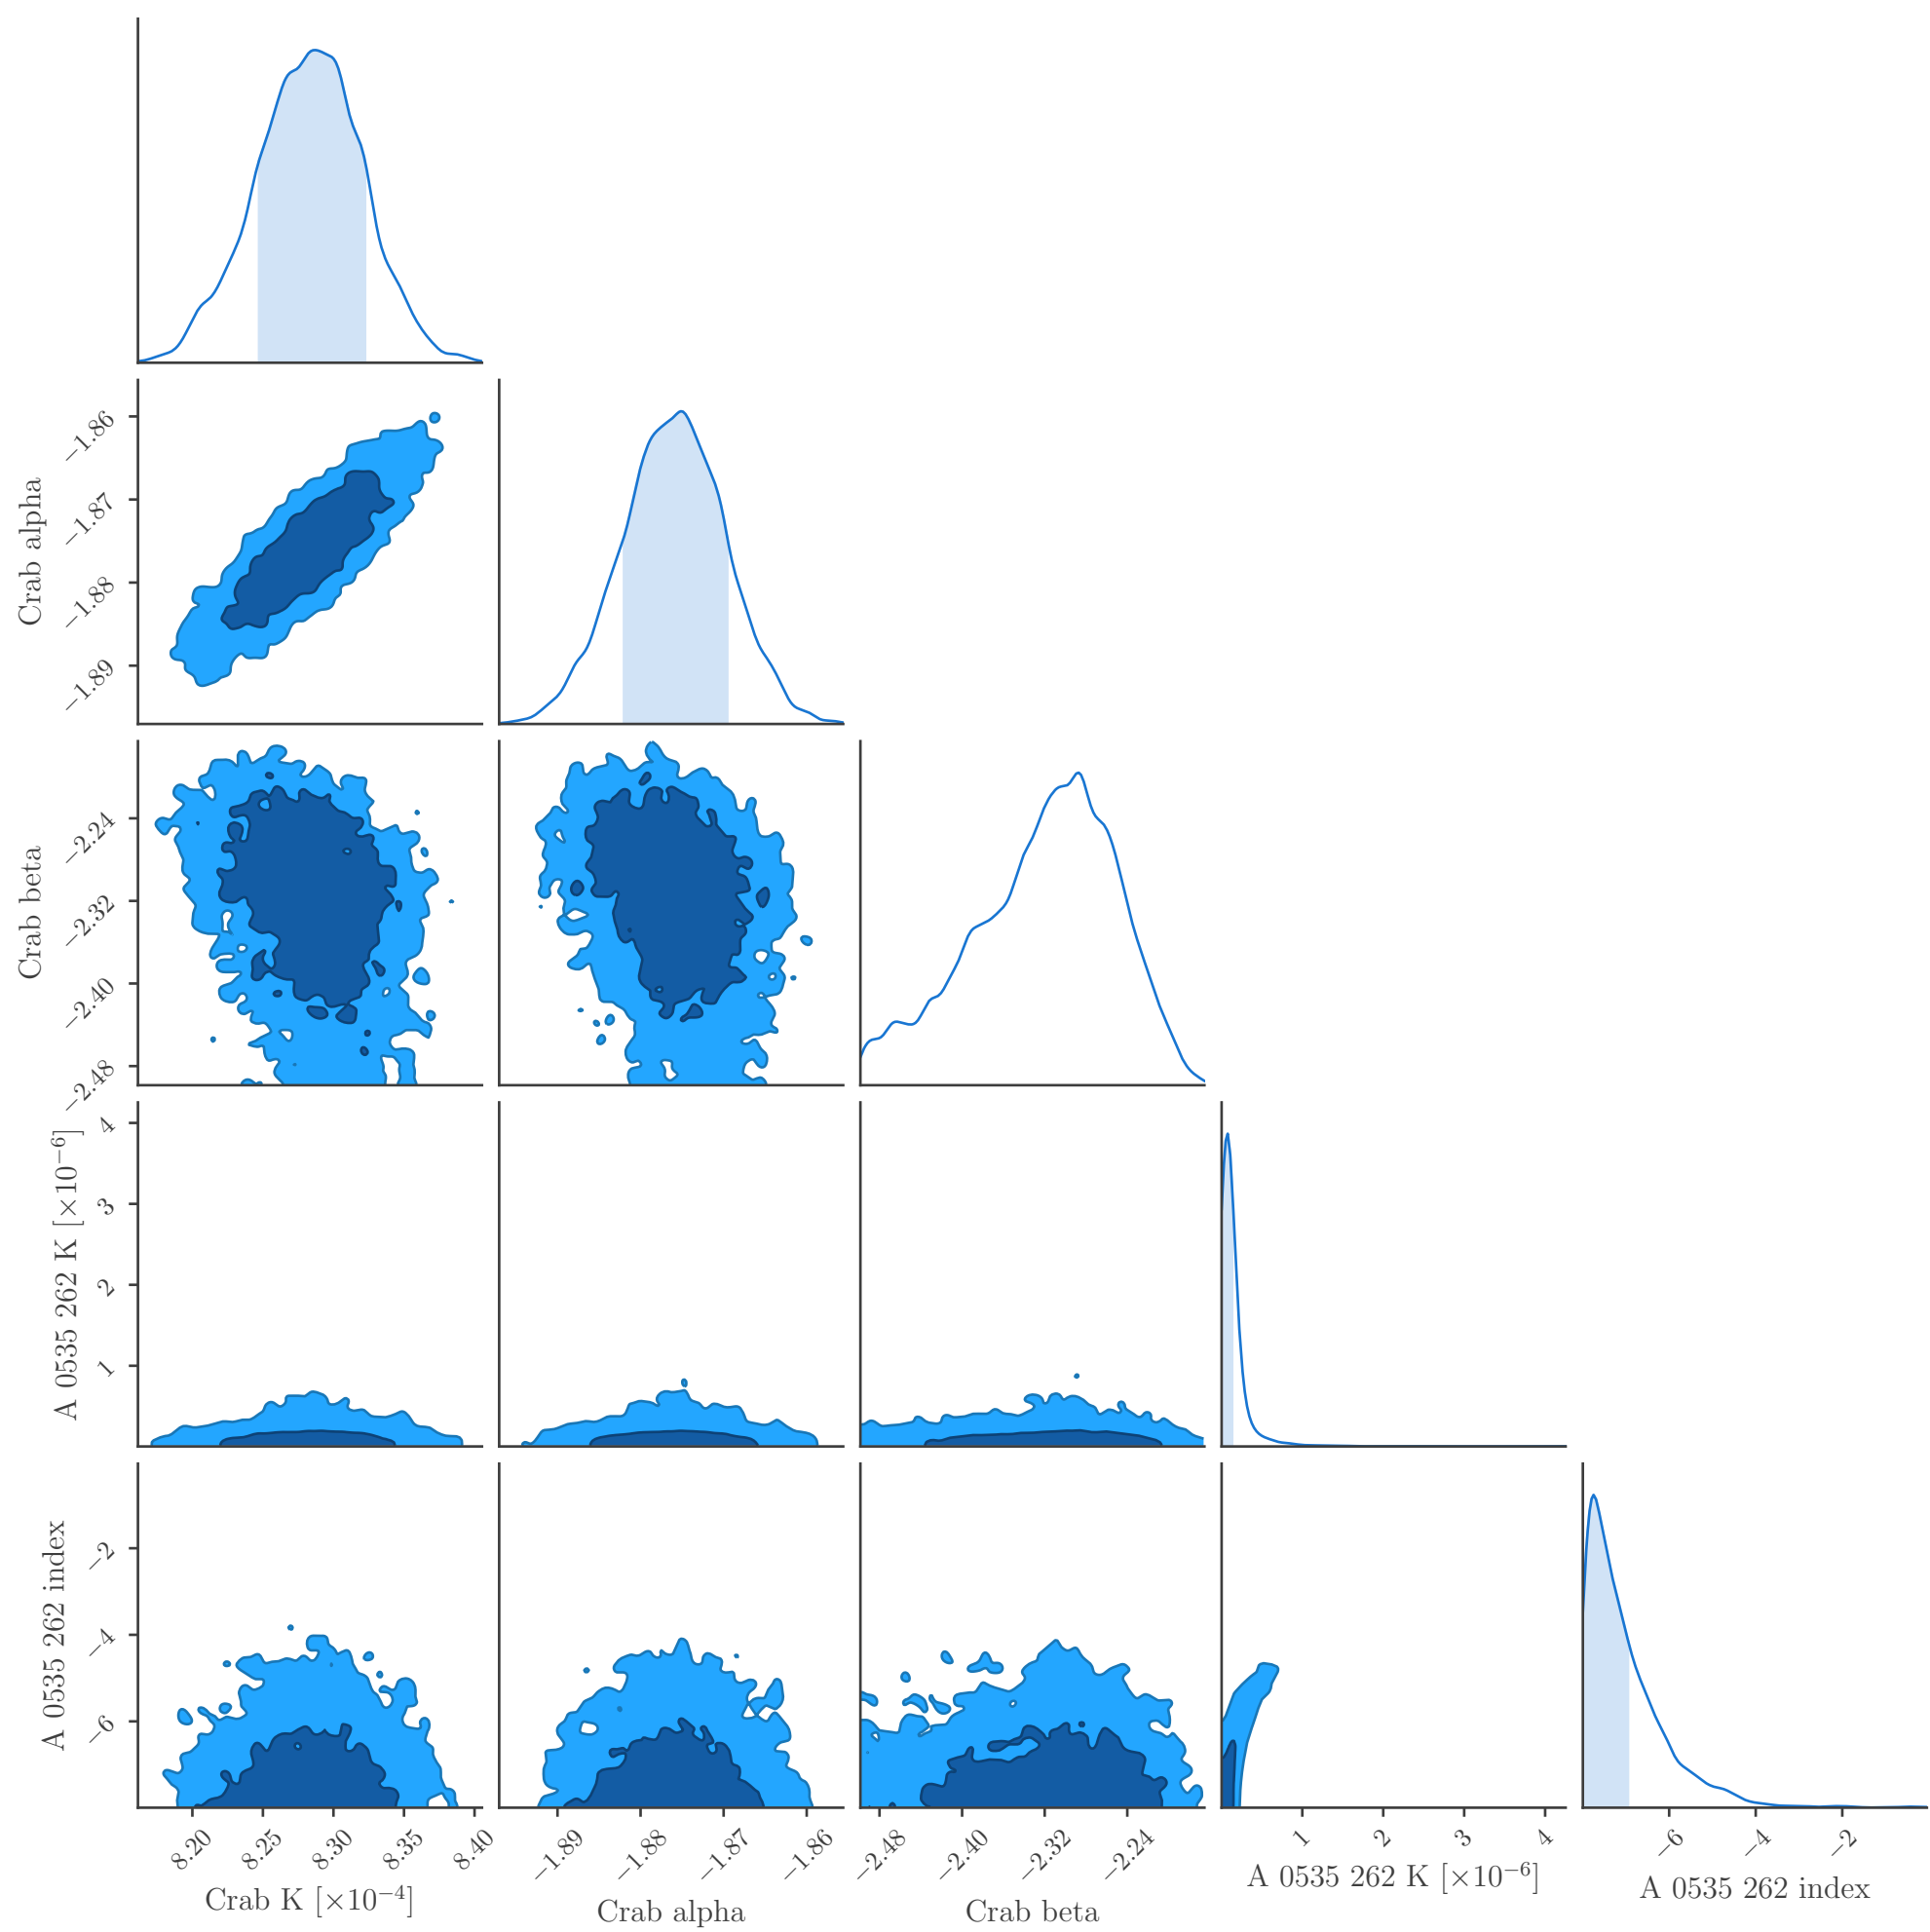 Crab alpha
−1.86
−1.87
−1.88
−1.89
Crab beta
−2.24
−2.32
−2.40
−2.48
A 0535 262 K [×10⁻⁶]
4
3
2
1
A 0535 262 index
−2
−4
−6
8.20 8.25 8.30 8.35 8.40
Crab K [×10⁻⁴]
−1.89 −1.88 −1.87 −1.86
Crab alpha
−2.48 −2.40 −2.32 −2.24
Crab beta
1 2 3 4
A 0535 262 K [×10⁻⁶]
−6 −4 −2
A 0535 262 index